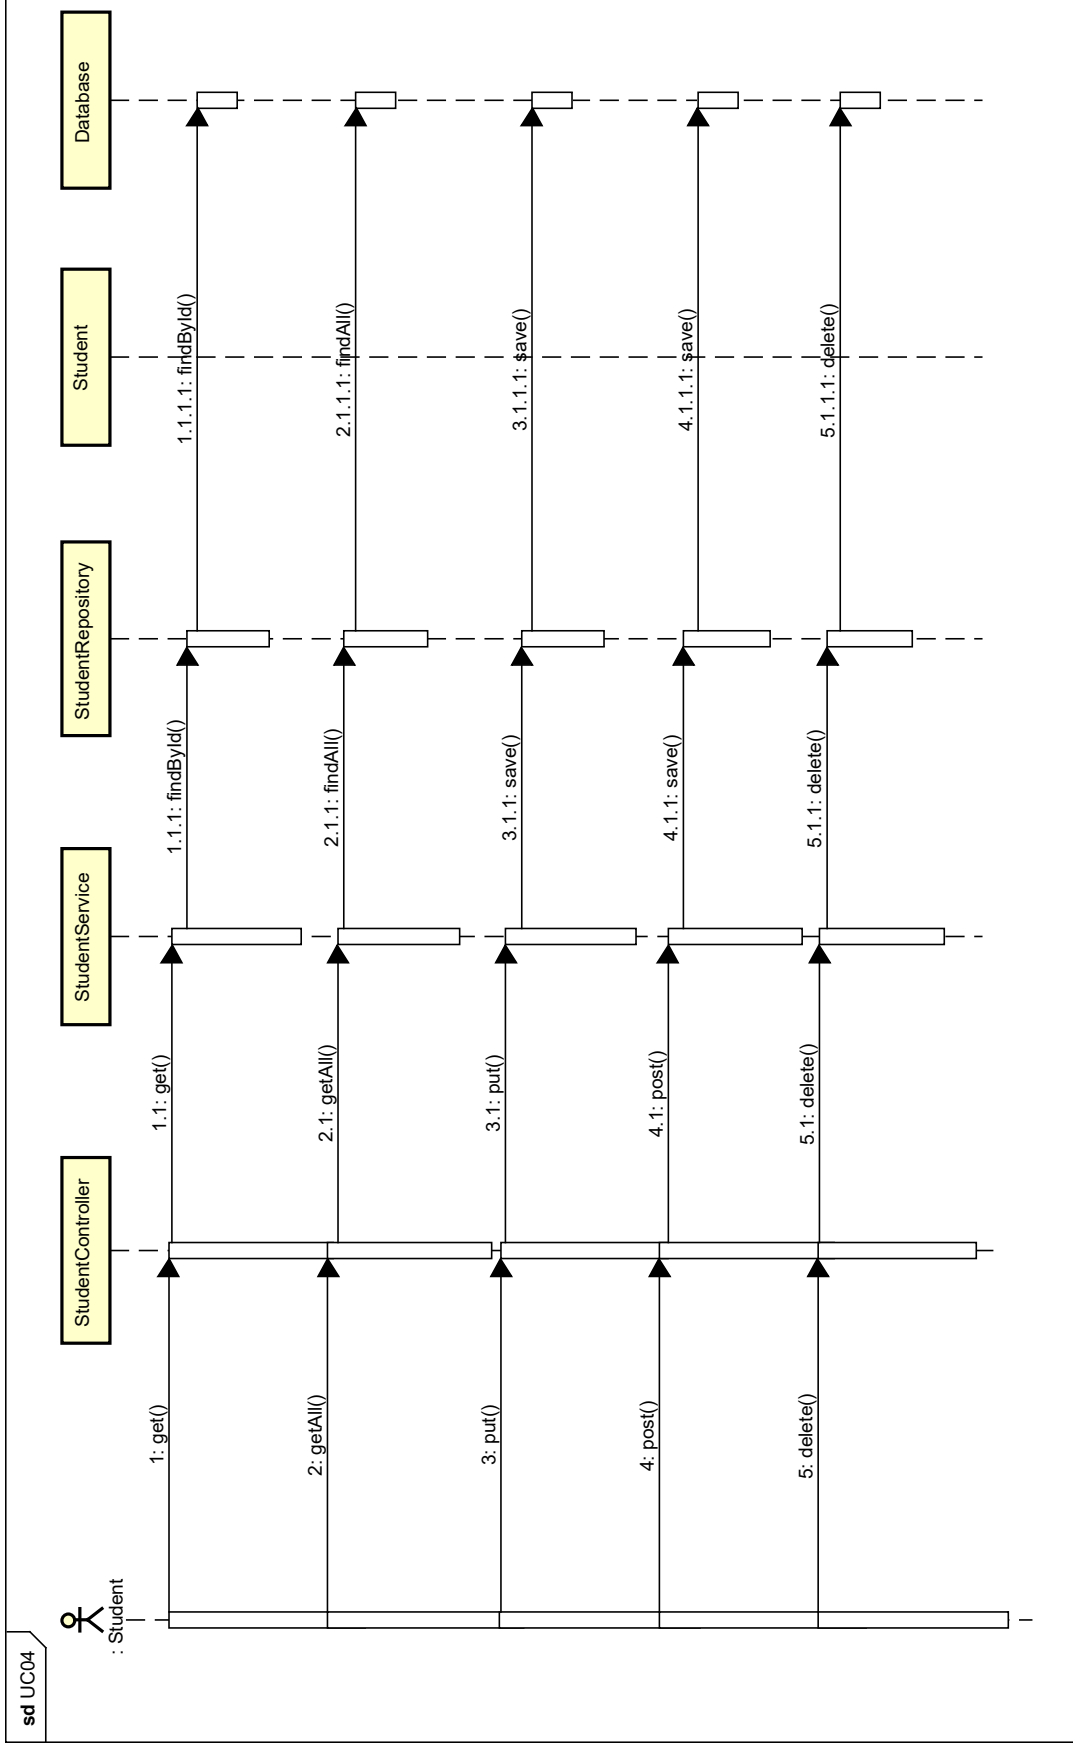 sd UC04
: Student
StudentController
StudentService
StudentRepository
Student
Database
1: get()
1.1: get()
1.1.1: findById()
1.1.1.1: findById()
2: getAll()
2.1: getAll()
2.1.1: findAll()
2.1.1.1: findAll()
3: put()
3.1: put()
3.1.1: save()
3.1.1.1: save()
4: post()
4.1: post()
4.1.1: save()
4.1.1.1: save()
5: delete()
5.1: delete()
5.1.1: delete()
5.1.1.1: delete()